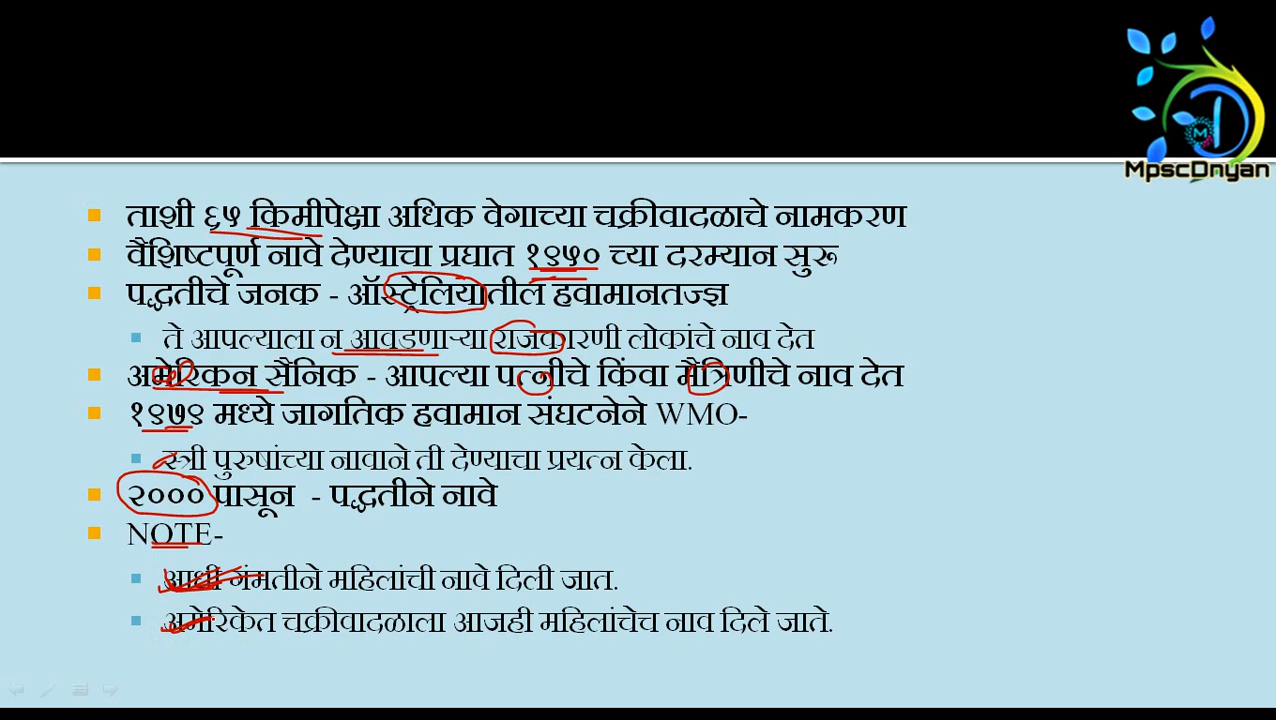 MpscDnyan
ताशी ६५ किमीपेक्षा अधिक वेगाच्या चक्रीवादळाचे नामकरण
वैशिष्टपूर्ण नावे देण्याचा प्रघात १९५० च्या दरम्यान सुरू
पद्धतीचे जनक - ऑस्ट्रेलियातील हवामानतज्ज्ञ
ते आपल्याला न आवडणाऱ्या राजकारणी लोकांचे नाव देत
अमेरिकन सैनिक - आपल्या पत्नीचे किंवा मैत्रिणीचे नाव देत
१९७९ मध्ये जागतिक हवामान संघटनेने WMO-
स्त्री पुरुषांच्या नावाने ती देण्याचा प्रयत्न केला.
२००० पासून - पद्धतीने नावे
NOTE-
आधी गंमतीने महिलांची नावे दिली जात.
अमेरिकेत चक्रीवादळाला आजही महिलांचेच नाव दिले जाते.